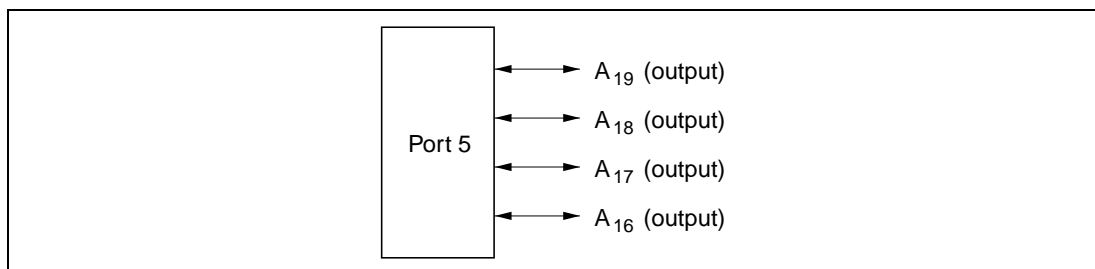 A19 (output)
A18 (output)
Port 5
A17 (output)
A16 (output)